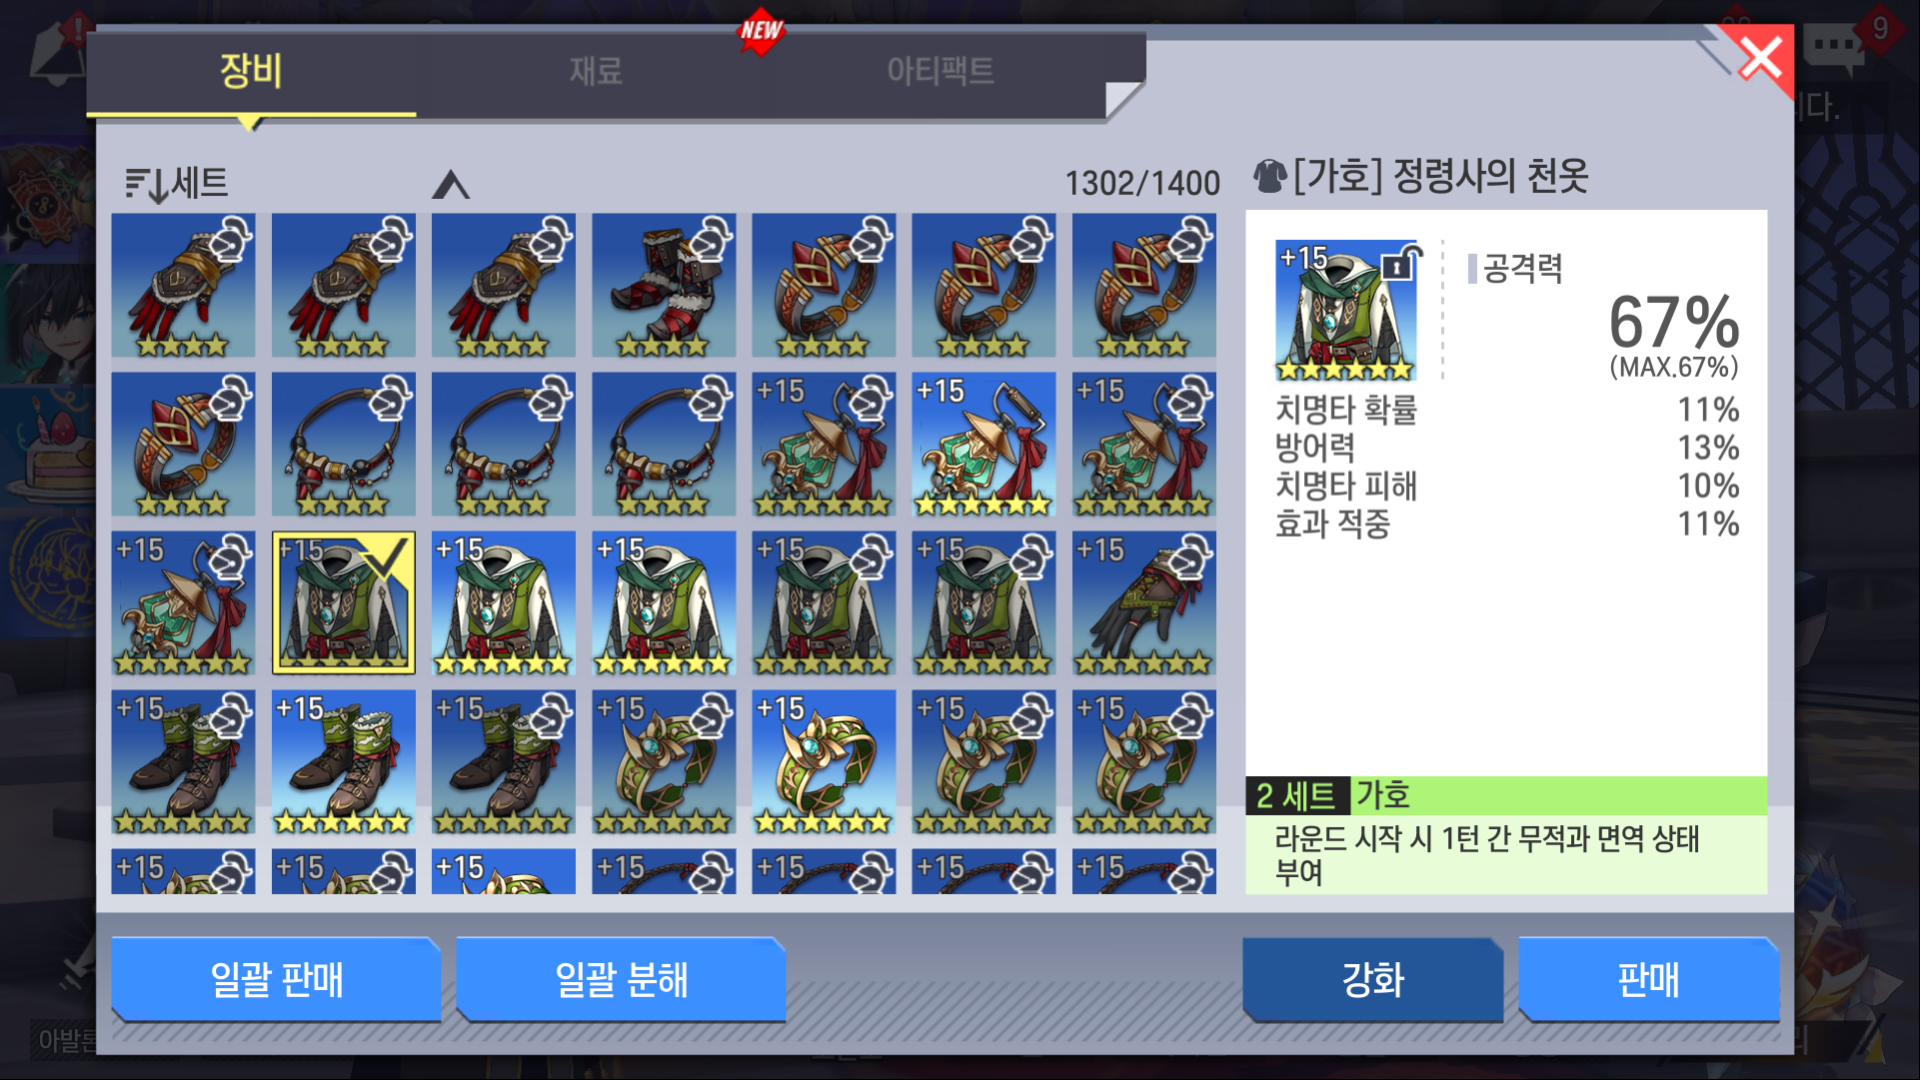 NEW
9
장비
재료
아티팩트
니다.
세트
1302/1400
[가호] 정령사의 천옷
+15
공격력
67%
(MAX.67%)
치명타 확률 11%
방어력 13%
치명타 피해 10%
효과 적중 11%
+15 +15 +15
+15 +15 +15 +15 +15 +15 +15
+15 +15 +15 +15 +15 +15 +15
+15 +15 +15 +15 +15 +15 +15
2 세트 가호
라운드 시작 시 1턴 간 무적과 면역 상태
부여
일괄 판매
일괄 분해
강화
판매
아발론